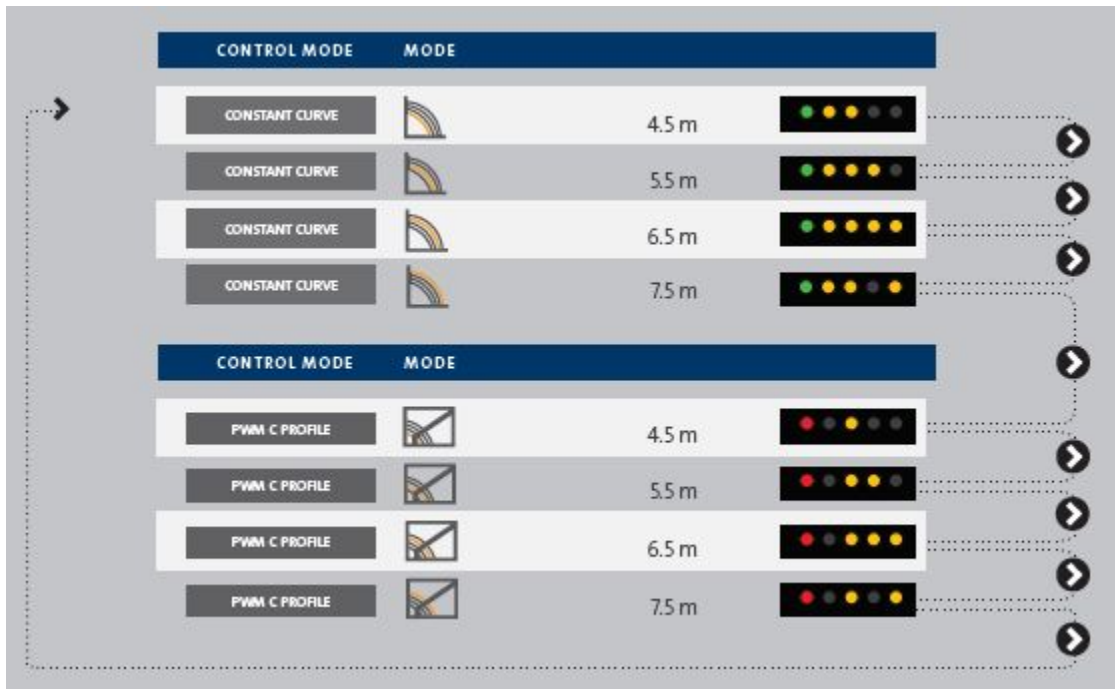 CONTROL MODE MODE
CONSTANT CURVE 4.5 m
CONSTANT CURVE 5.5 m
CONSTANT CURVE 6.5 m
CONSTANT CURVE 7.5 m
CONTROL MODE MODE
PWM C PROFILE 4.5 m
PWM C PROFILE 5.5 m
PWM C PROFILE 6.5 m
PWM C PROFILE 7.5 m